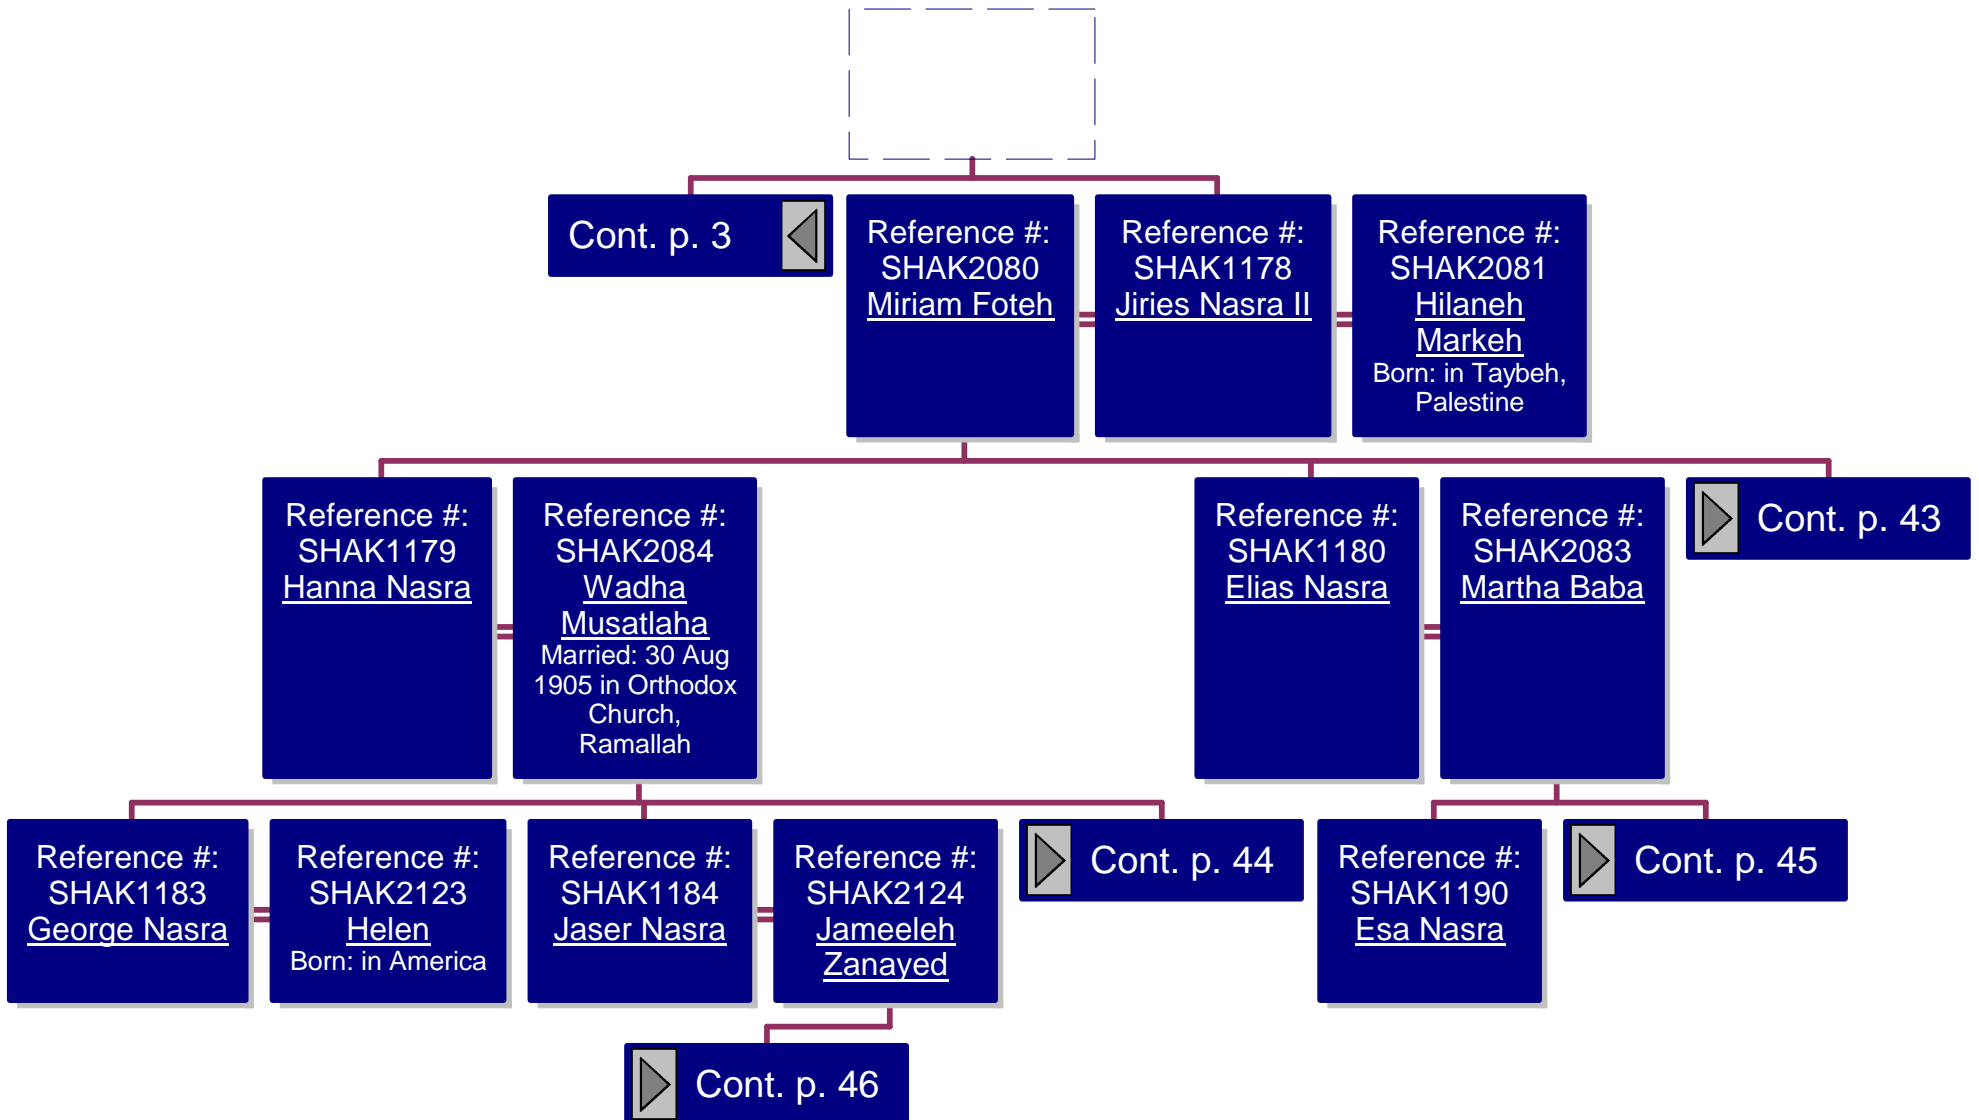 Cont. p. 3
Reference #:
SHAK2080
Miriam Foteh
Reference #:
SHAK1178
Jiries Nasra II
Reference #:
SHAK2081
Hilaneh
Markeh
Born: in Taybeh,
Palestine
Reference #:
SHAK1179
Hanna Nasra
Reference #:
SHAK2084
Wadha
Musatlaha
Married: 30 Aug
1905 in Orthodox
Church,
Ramallah
Reference #:
SHAK1180
Elias Nasra
Reference #:
SHAK2083
Martha Baba
Cont. p. 43
Reference #:
SHAK1183
George Nasra
Reference #:
SHAK2123
Helen
Born: in America
Reference #:
SHAK1184
Jaser Nasra
Reference #:
SHAK2124
Jameeleh
Zanayed
Cont. p. 44
Reference #:
SHAK1190
Esa Nasra
Cont. p. 45
Cont. p. 46